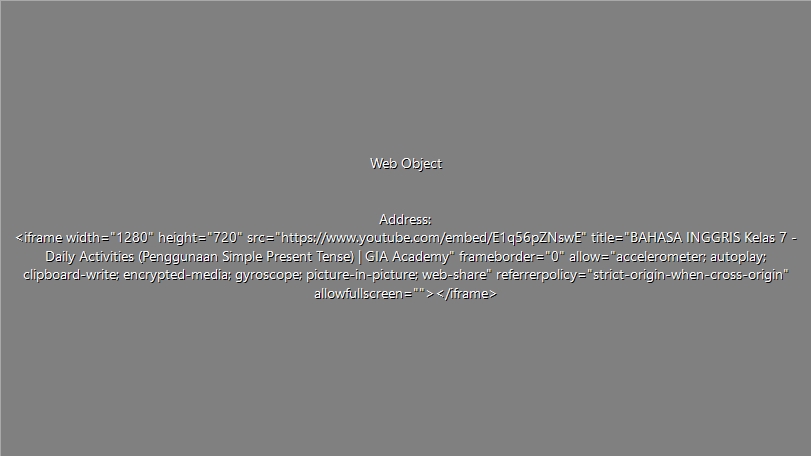 Web Object
Address:
<iframe width="1280" height="720" src="https://www.youtube.com/embed/E1q56pZNswE" title="BAHASA INGGRIS Kelas 7 -
Daily Activities (Penggunaan Simple Present Tense) | GIA Academy" frameborder="0" allow="accelerometer; autoplay;
clipboard-write; encrypted-media; gyroscope; picture-in-picture; web-share" referrerpolicy="strict-origin-when-cross-origin"
allowfullscreen=""></iframe>